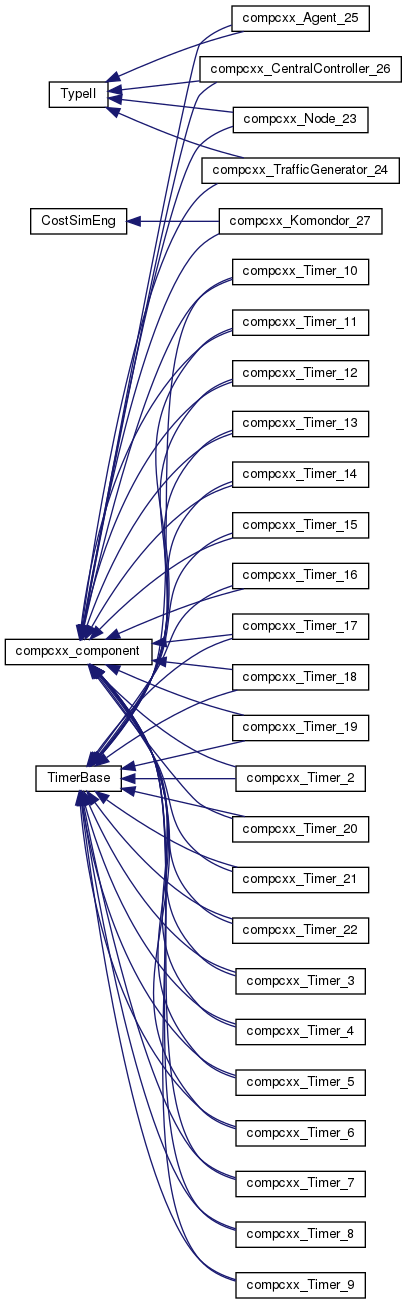 compcxx_Agent_25
compcxx_CentralController_26
TypeII
compcxx_Node_23
compcxx_TrafficGenerator_24
CostSimEng
compcxx_Komondor_27
compcxx_Timer_10
compcxx_Timer_11
compcxx_Timer_12
compcxx_Timer_13
compcxx_Timer_14
compcxx_Timer_15
compcxx_Timer_16
compcxx_Timer_17
compcxx_component
compcxx_Timer_18
compcxx_Timer_19
TimerBase
compcxx_Timer_2
compcxx_Timer_20
compcxx_Timer_21
compcxx_Timer_22
compcxx_Timer_3
compcxx_Timer_4
compcxx_Timer_5
compcxx_Timer_6
compcxx_Timer_7
compcxx_Timer_8
compcxx_Timer_9